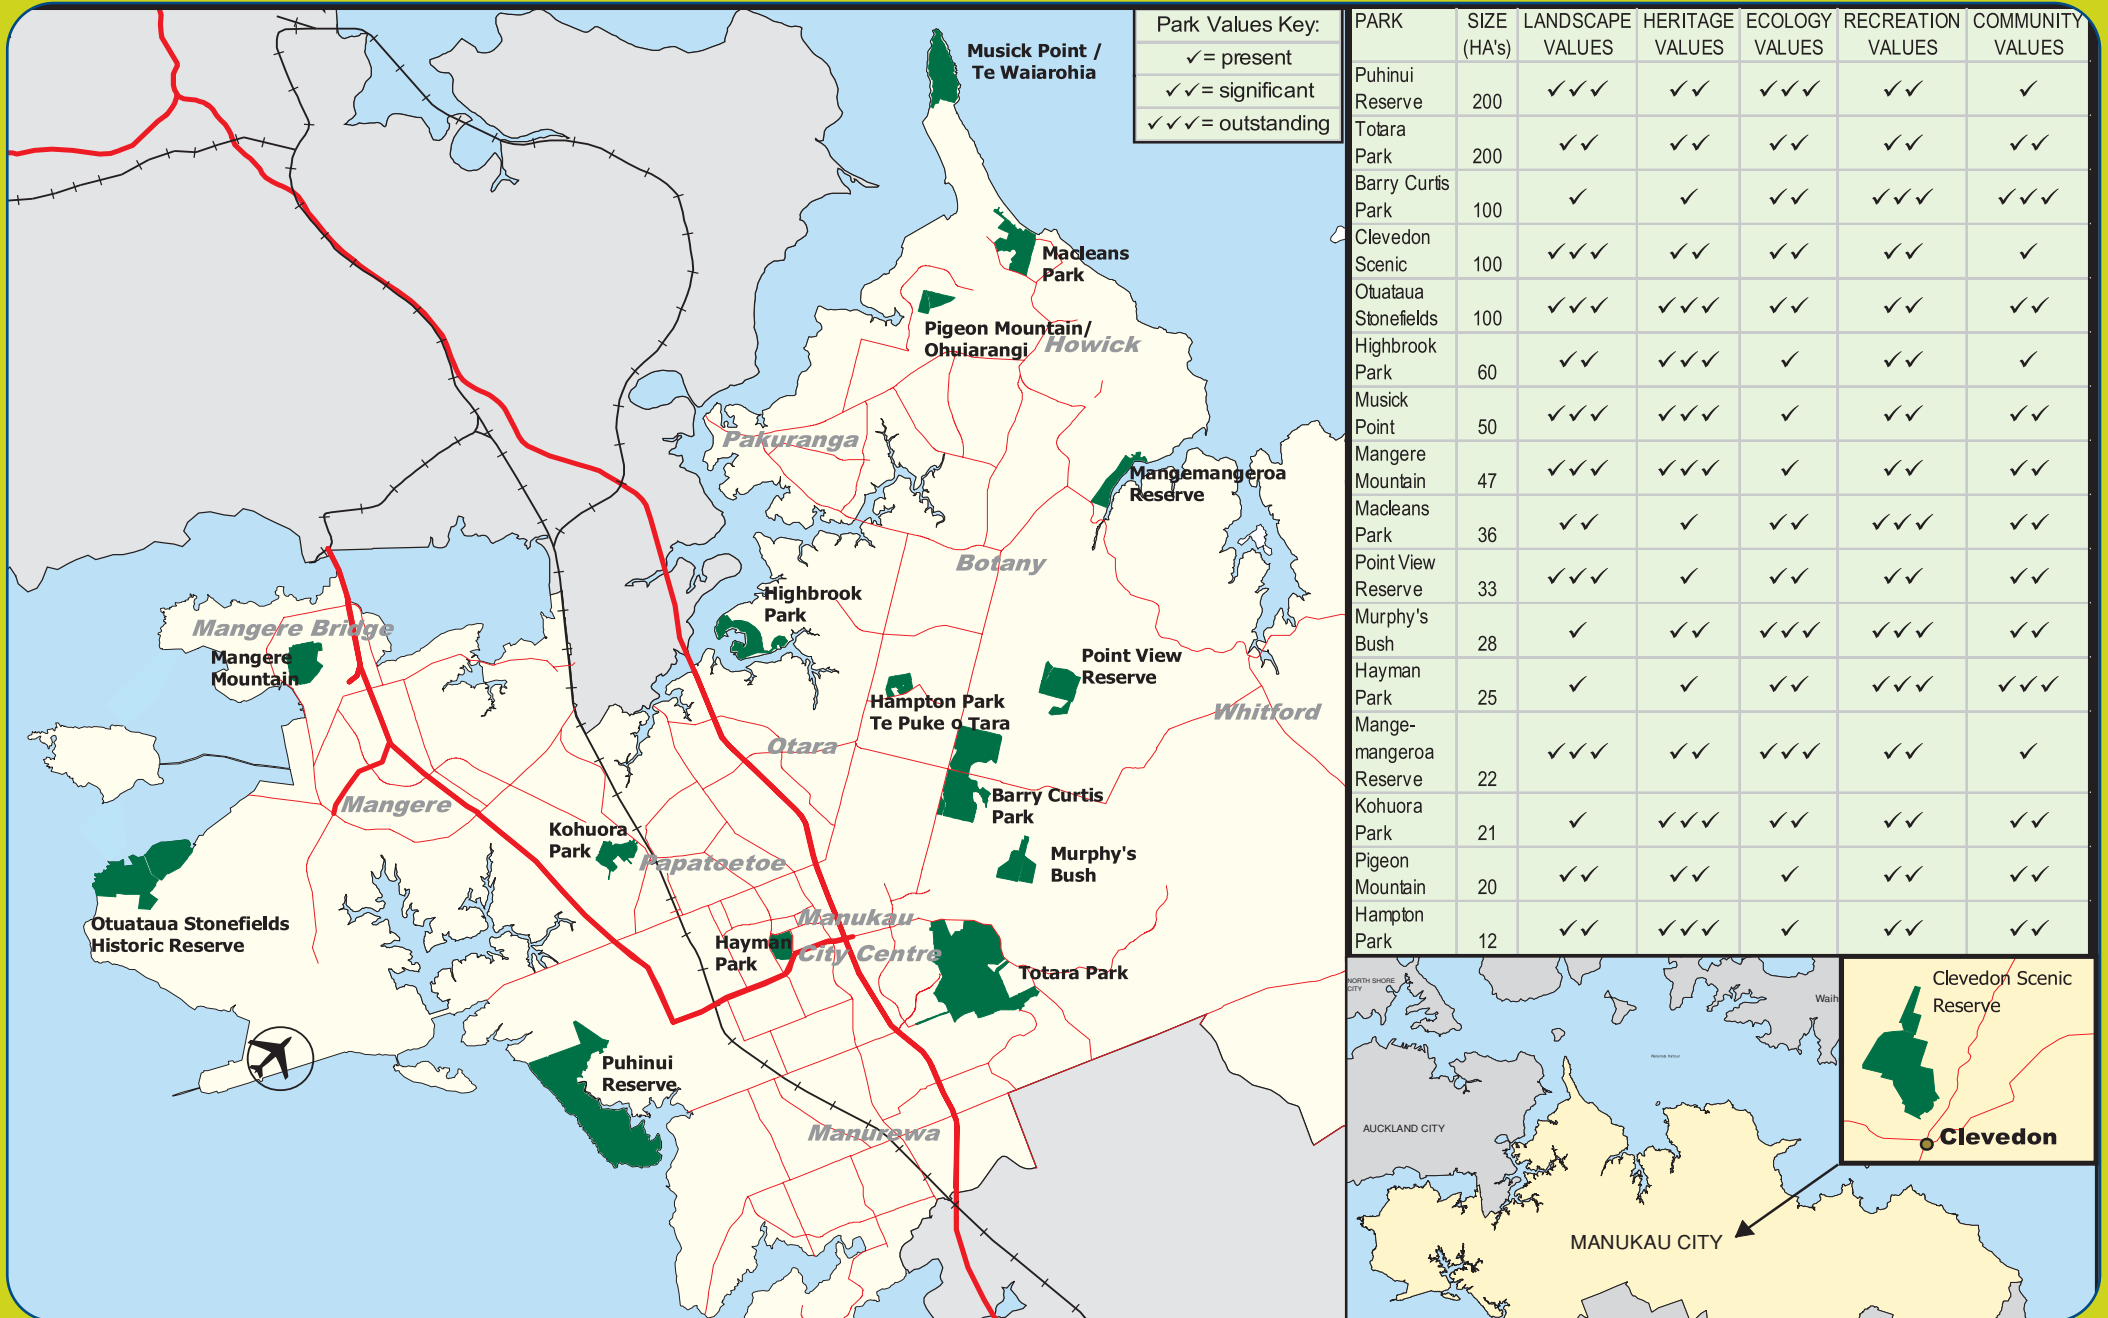 Musick Point /
Te Waiarohia
Macleans
Park
Pigeon Mountain/
Ohuiarangi
Howick
Pakuranga
Mangemangeroa
Reserve
Botany
Highbrook
Park
Mangere Bridge
Mangere
Mountain
Point View
Reserve
Hampton Park
Te Puke o Tara
Whitford
Otara
Mangere
Barry Curtis
Park
Kohuora
Park
Papatoetoe
Murphy's
Bush
Otuataua Stonefields
Historic Reserve
Manukau
City Centre
Hayman
Park
Totara Park
Puhinui
Reserve
Manurewa
Park Values Key:
✓= present
✓✓= significant
✓✓✓= outstanding
PARK SIZE LANDSCAPE HERITAGE ECOLOGY RECREATION COMMUNITY
(HA's) VALUES VALUES VALUES VALUES VALUES
Puhinui
Reserve 200 ✓✓✓ ✓✓ ✓✓✓ ✓✓ ✓
Totara
Park 200 ✓✓ ✓✓ ✓✓ ✓✓ ✓✓
Barry Curtis
Park 100 ✓ ✓ ✓✓ ✓✓✓ ✓✓✓
Clevedon
Scenic 100 ✓✓✓ ✓✓ ✓✓ ✓✓ ✓
Otuataua
Stonefields 100 ✓✓✓ ✓✓✓ ✓✓ ✓✓ ✓✓
Highbrook
Park 60 ✓✓ ✓✓✓ ✓ ✓✓ ✓
Musick
Point 50 ✓✓✓ ✓✓✓ ✓ ✓✓ ✓✓
Mangere
Mountain 47 ✓✓✓ ✓✓✓ ✓ ✓✓ ✓✓
Macleans
Park 36 ✓✓ ✓ ✓✓ ✓✓✓ ✓✓
Point View
Reserve 33 ✓✓✓ ✓ ✓✓ ✓✓ ✓✓
Murphy's
Bush 28 ✓ ✓✓ ✓✓✓ ✓✓✓ ✓✓
Hayman
Park 25 ✓ ✓ ✓✓ ✓✓✓ ✓✓✓
Mange-
mangeroa
Reserve 22 ✓✓✓ ✓✓ ✓✓✓ ✓✓ ✓
Kohuora
Park 21 ✓ ✓✓✓ ✓✓ ✓✓ ✓✓
Pigeon
Mountain 20 ✓✓ ✓✓ ✓ ✓✓ ✓✓
Hampton
Park 12 ✓✓ ✓✓✓ ✓ ✓✓ ✓✓
NORTH SHORE
CITY
Waih
AUCKLAND CITY
MANUKAU CITY
Clevedon Scenic
Reserve
Clevedon